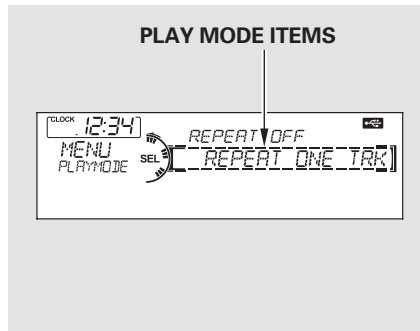 PLAY MODE ITEMS
CLOCK 12:34
REPEAT OFF
MENU
SEL
REPEAT ONE TRK
PLAYMODE